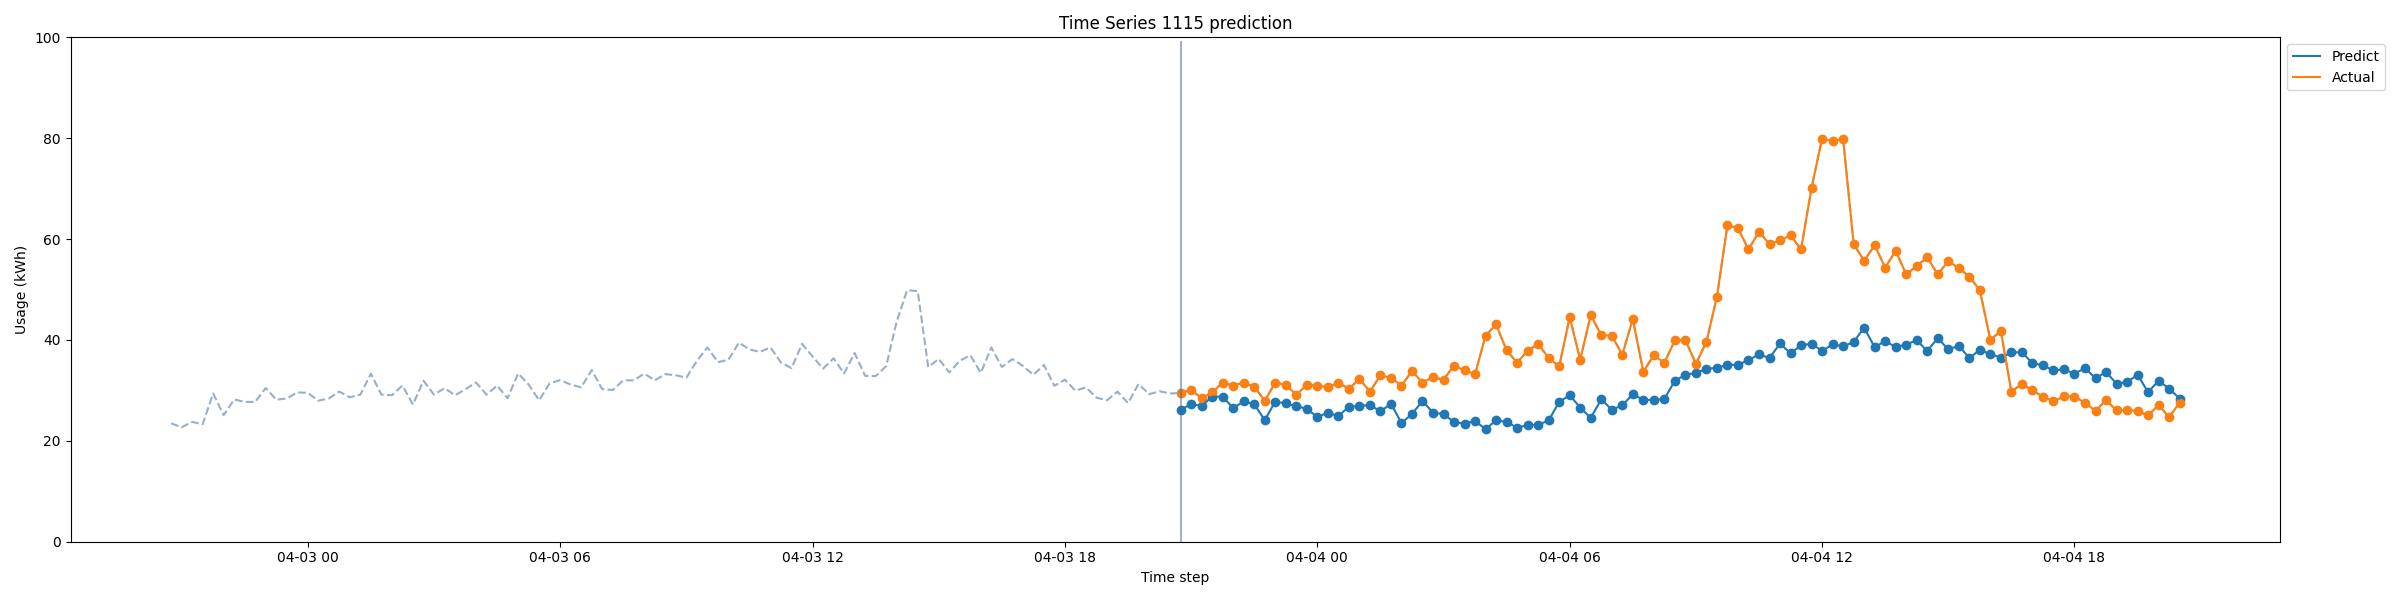 Time Series 1115 prediction
Predict
Actual
100
80
60
40
20
0
Usage (kWh)
04-03 00
04-03 06
04-03 12
04-03 18
04-04 00
04-04 06
04-04 12
04-04 18
Time step